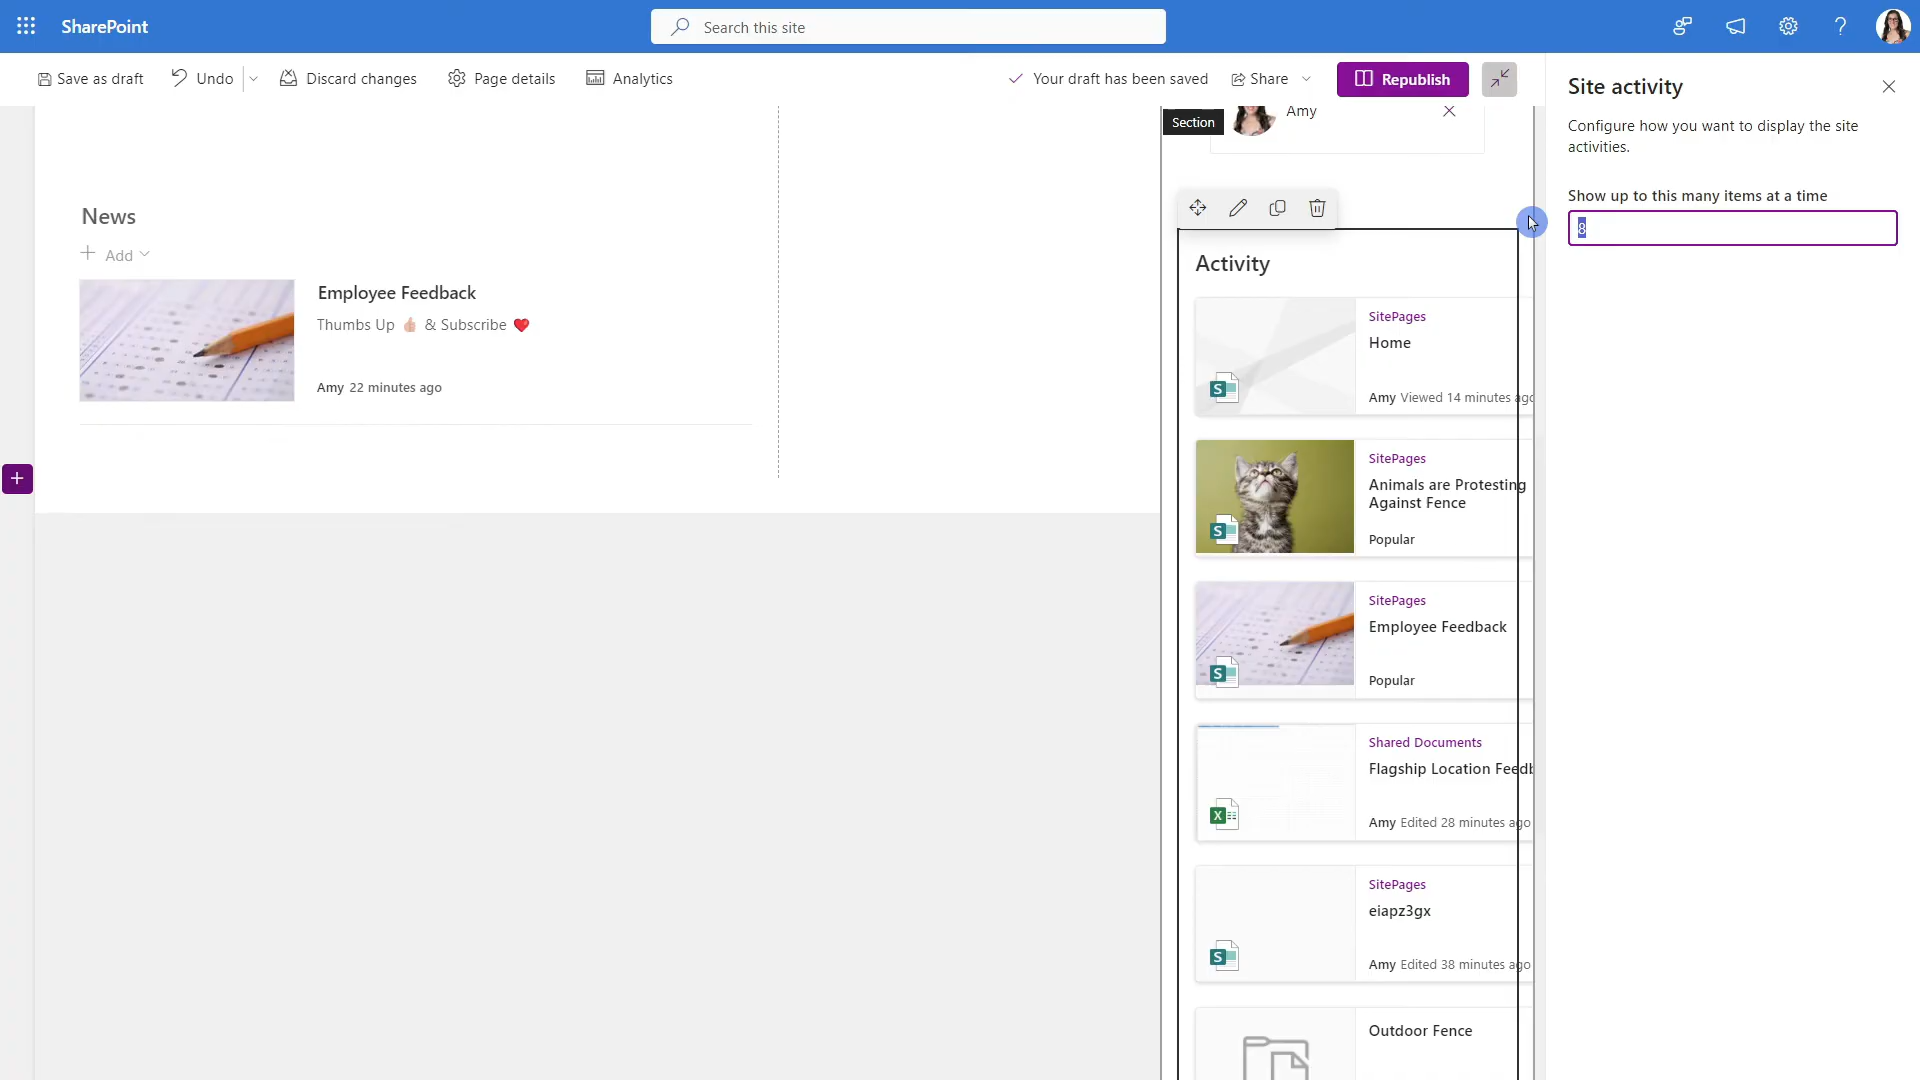 SharePoint
Search this site
Save as draft
Undo
Discard changes
Page details
Analytics
Your draft has been saved
Share
Republish
News
Add
Employee Feedback
Thumbs Up 👍 & Subscribe ❤️
Amy 22 minutes ago
Section
Amy
Activity
SitePages
Home
Amy Viewed 14 minutes ago
SitePages
Animals are Protesting
Against Fence
Popular
SitePages
Employee Feedback
Popular
Shared Documents
Flagship Location Feedb
Amy Edited 28 minutes ago
SitePages
eiapz3gx
Amy Edited 38 minutes ago
Outdoor Fence
Site activity
Configure how you want to display the site
activities.
Show up to this many items at a time
8